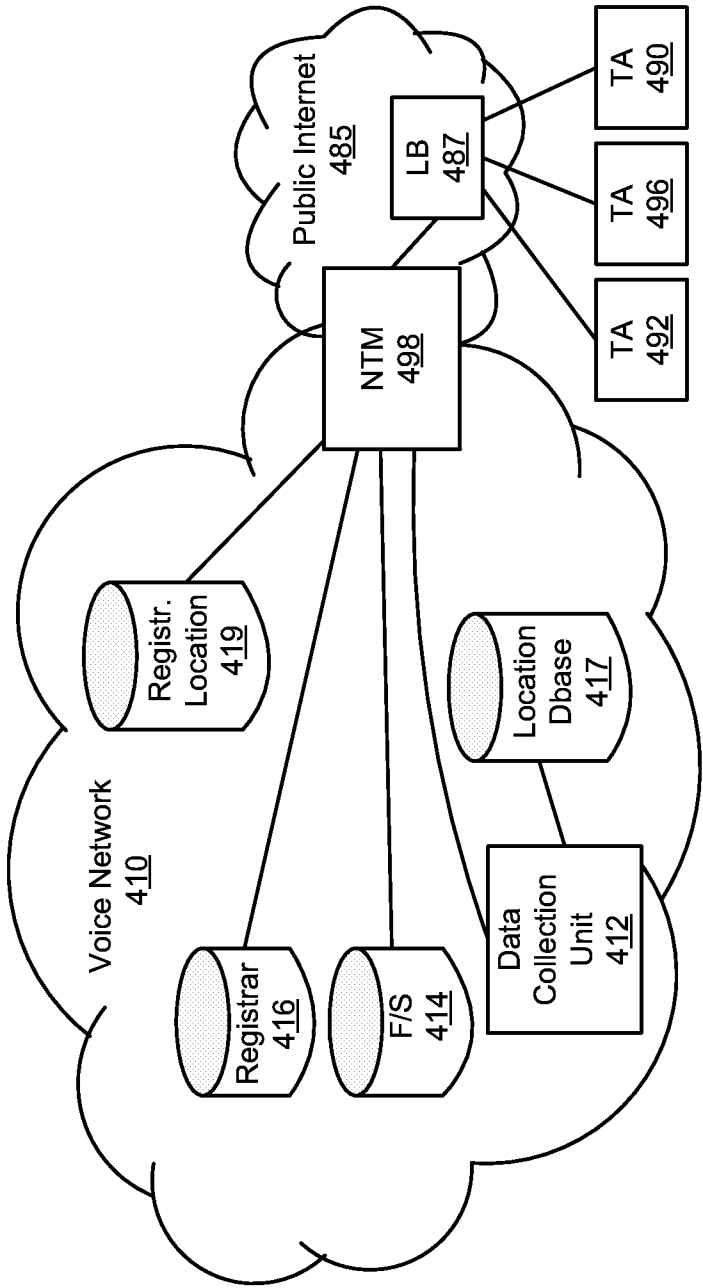 Voice Network
410
Public Internet
485
Registr.
Location
419
Registrar
416
F/S
414
Data
Collection
Unit
412
Location
Dbase
417
NTM
498
LB
487
TA
492
TA
496
TA
490